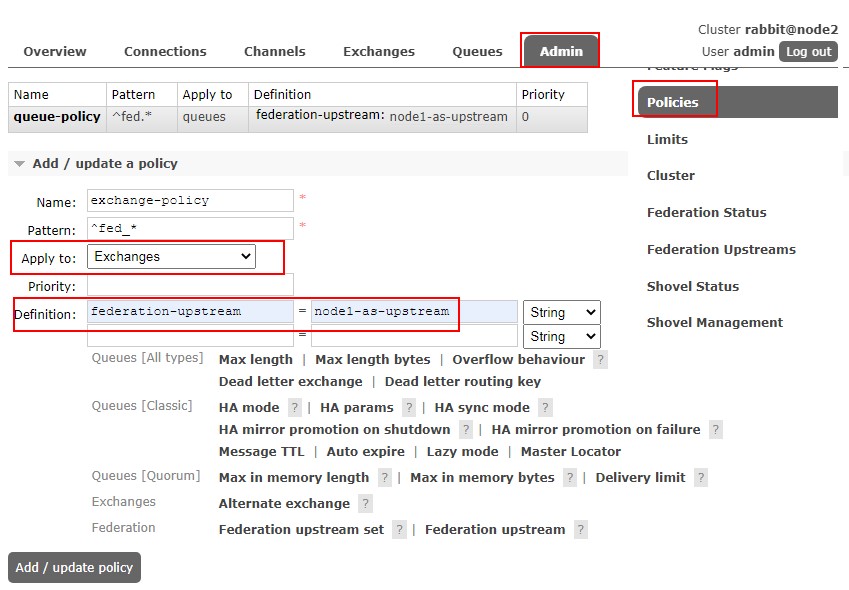 Cluster rabbit@node2
Overview Connections Channels Exchanges Queues Admin User admin Log out
Feature Flags
Name Pattern Apply to Definition Priority
queue-policy ^fed.* queues federation-upstream: node1-as-upstream 0
Policies
Limits
Cluster
Federation Status
Federation Upstreams
Shovel Status
Shovel Management
Add / update a policy
Name: exchange-policy *
Pattern: ^fed_* *
Apply to: Exchanges
Priority:
Definition: federation-upstream = node1-as-upstream String
= String
Queues [All types] Max length | Max length bytes | Overflow behaviour ?
Dead letter exchange | Dead letter routing key
Queues [Classic] HA mode ? | HA params ? | HA sync mode ?
HA mirror promotion on shutdown ? | HA mirror promotion on failure ?
Message TTL | Auto expire | Lazy mode | Master Locator
Queues [Quorum] Max in memory length ? | Max in memory bytes ? | Delivery limit ?
Exchanges Alternate exchange ?
Federation Federation upstream set ? | Federation upstream ?
Add / update policy